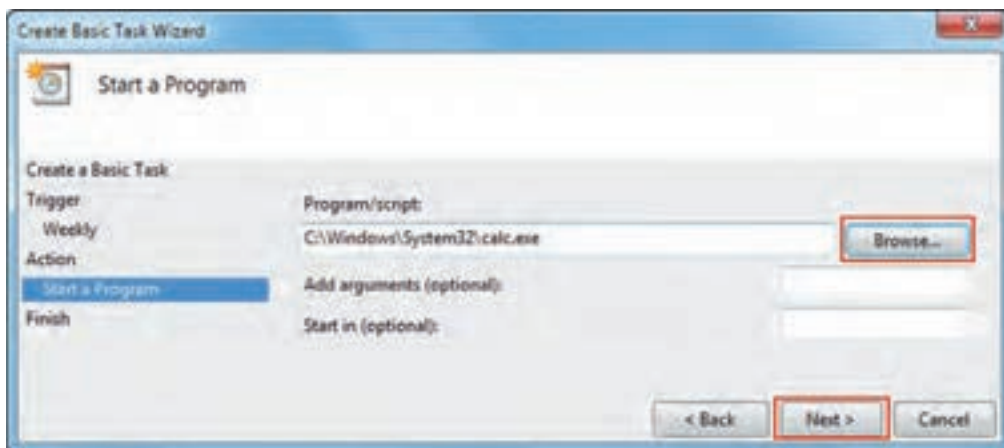 Create Basic Task Wizard
Start a Program
Create a Basic Task
Trigger
Weekly
Action
Start a Program
Finish
Program/script:
C:\Windows\System32\calc.exe
Browse...
Add arguments (optional):
Start in (optional):
< Back
Next >
Cancel